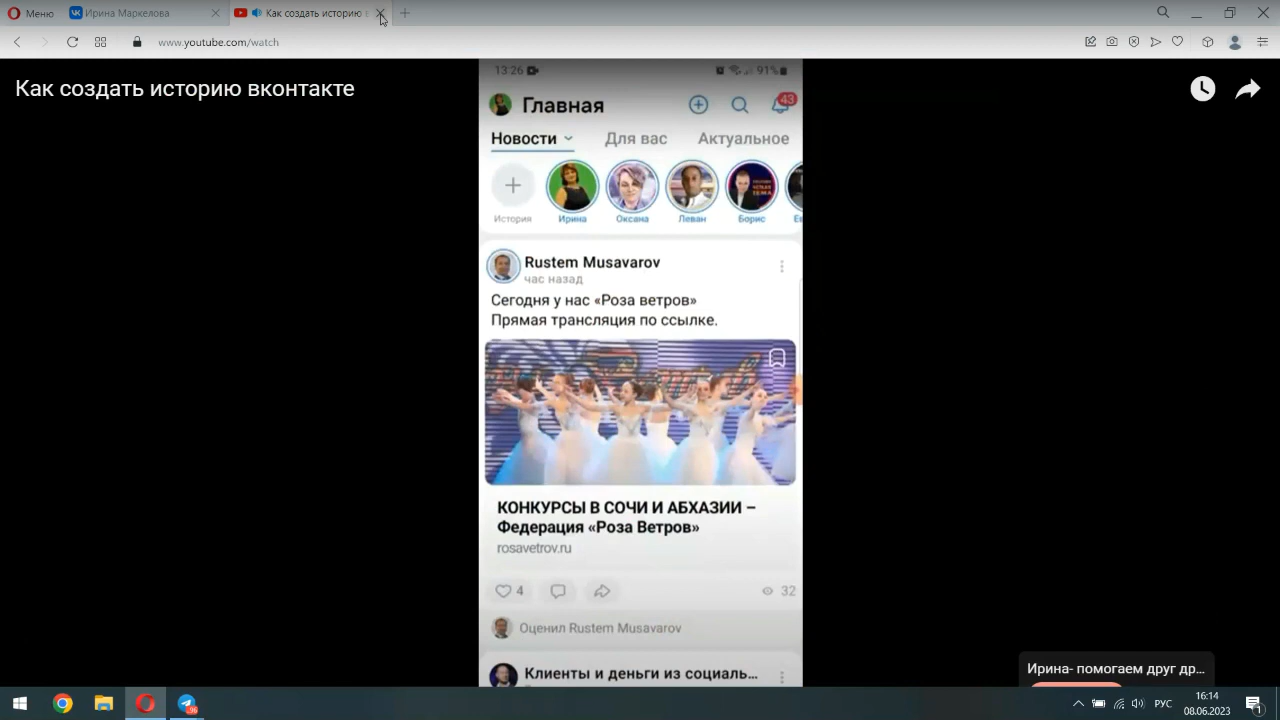 Меню
Ирина Маркелова
Как создать историю
www.youtube.com/watch
Как создать историю вконтакте
13:26
91%
Главная
43
Новости
Для вас
Актуальное
История
Ирина
Оксана
Леван
Борис
Rustem Musavarov
час назад
Сегодня у нас «Роза ветров»
Прямая трансляция по ссылке.
КОНКУРСЫ В СОЧИ И АБХАЗИИ –
Федерация «Роза Ветров»
rosavetrov.ru
4
32
Оценил Rustem Musavarov
Клиенты и деньги из социаль...
Ирина- помогаем друг др...
96
РУС
16:14
08.06.2023
1